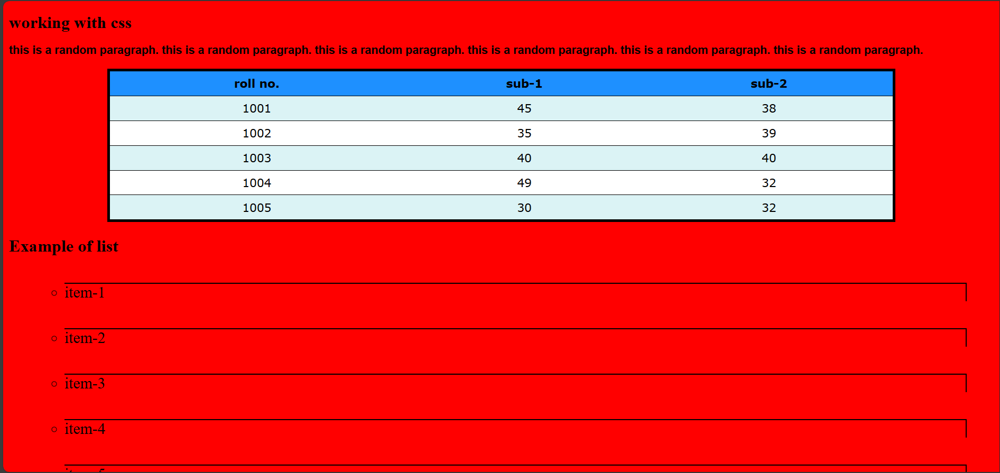 working with css
this is a random paragraph. this is a random paragraph. this is a random paragraph. this is a random paragraph. this is a random paragraph. this is a random paragraph.
roll no. sub-1 sub-2
1001 45 38
1002 35 39
1003 40 40
1004 49 32
1005 30 32
Example of list
item-1
item-2
item-3
item-4